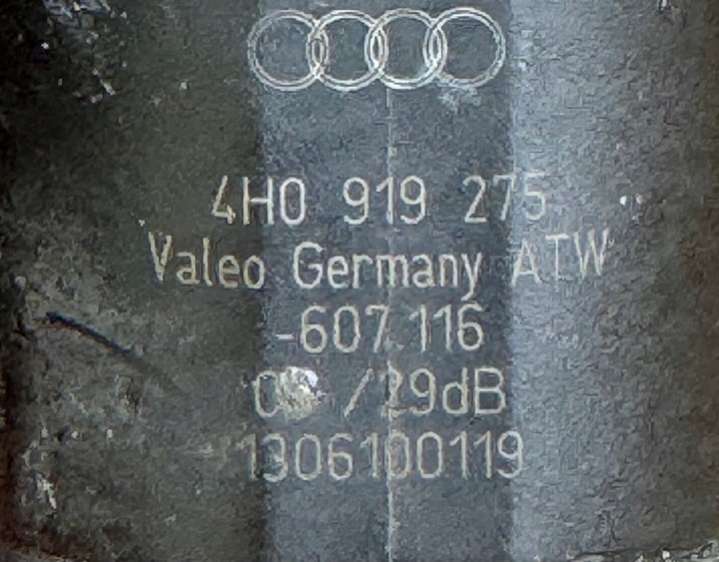 4H0 919 275
Valeo Germany ATW
-607.116
/29dB
1306100119